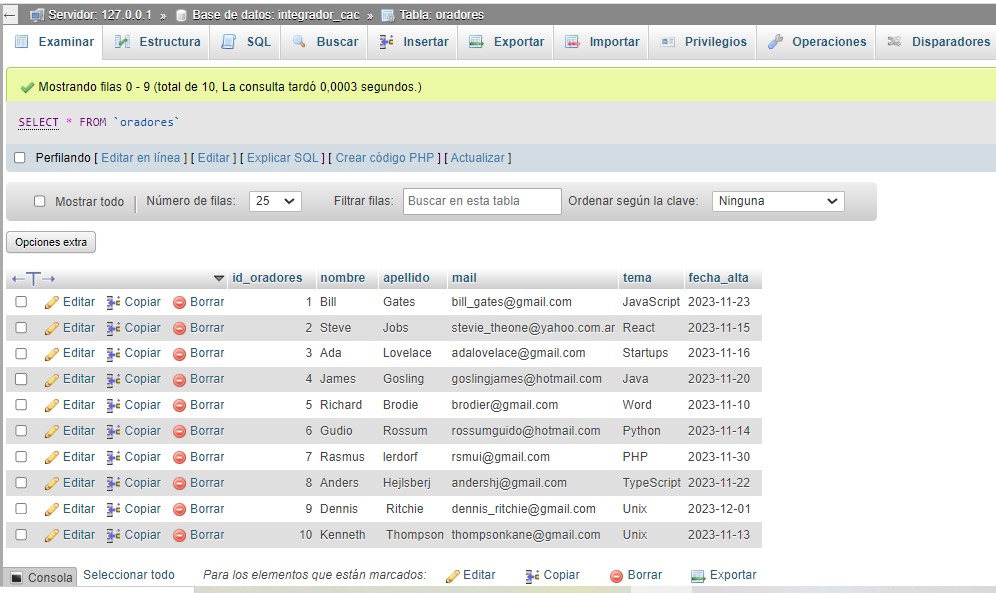 Servidor: 127.0.0.1 » Base de datos: integrador_cac » Tabla: oradores
Examinar Estructura SQL Buscar Insertar Exportar Importar Privilegios Operaciones Disparadores
Mostrando filas 0 - 9 (total de 10, La consulta tardó 0,0003 segundos.)
SELECT * FROM `oradores`
Perfilando [ Editar en línea ] [ Editar ] [ Explicar SQL ] [ Crear código PHP ] [ Actualizar ]
Mostrar todo | Número de filas: 25 Filtrar filas: Buscar en esta tabla Ordenar según la clave: Ninguna
Opciones extra
←T→ id_oradores nombre apellido mail tema fecha_alta
Editar Copiar Borrar 1 Bill Gates bill_gates@gmail.com JavaScript 2023-11-23
Editar Copiar Borrar 2 Steve Jobs stevie_theone@yahoo.com.ar React 2023-11-15
Editar Copiar Borrar 3 Ada Lovelace adalovelace@gmail.com Startups 2023-11-16
Editar Copiar Borrar 4 James Gosling goslingjames@hotmail.com Java 2023-11-20
Editar Copiar Borrar 5 Richard Brodie brodier@gmail.com Word 2023-11-10
Editar Copiar Borrar 6 Gudio Rossum rossumguido@hotmail.com Python 2023-11-14
Editar Copiar Borrar 7 Rasmus lerdorf rsmui@gmail.com PHP 2023-11-30
Editar Copiar Borrar 8 Anders Hejlsberj andershj@gmail.com TypeScript 2023-11-22
Editar Copiar Borrar 9 Dennis Ritchie dennis_ritchie@gmail.com Unix 2023-12-01
Editar Copiar Borrar 10 Kenneth Thompson thompsonkane@gmail.com Unix 2023-11-13
Consola Seleccionar todo Para los elementos que están marcados: Editar Copiar Borrar Exportar